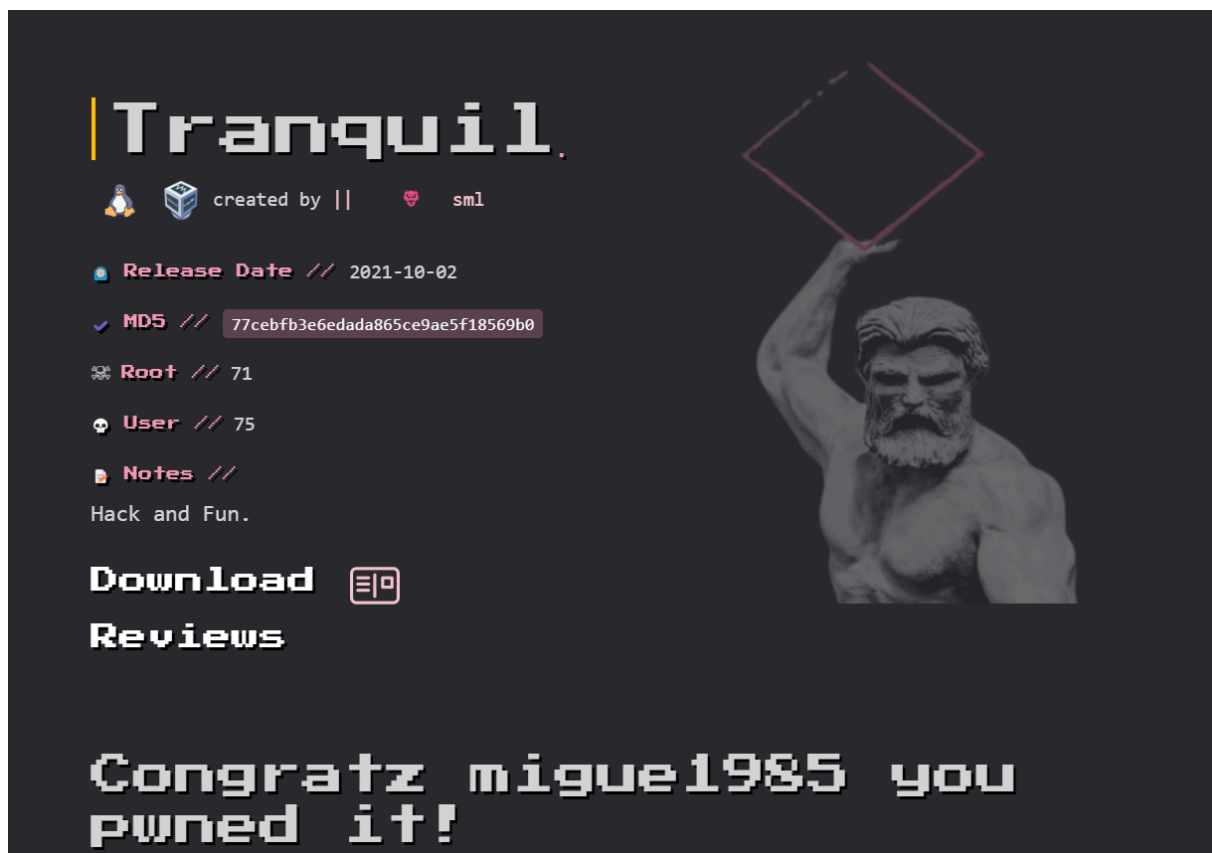 Tranquil.
created by || sml
Release Date // 2021-10-02
MD5 // 77cebfb3e6edada865ce9ae5f18569b0
Root // 71
User // 75
Notes //
Hack and Fun.
Download
Reviews
Congratz migue1985 you
pwned it!